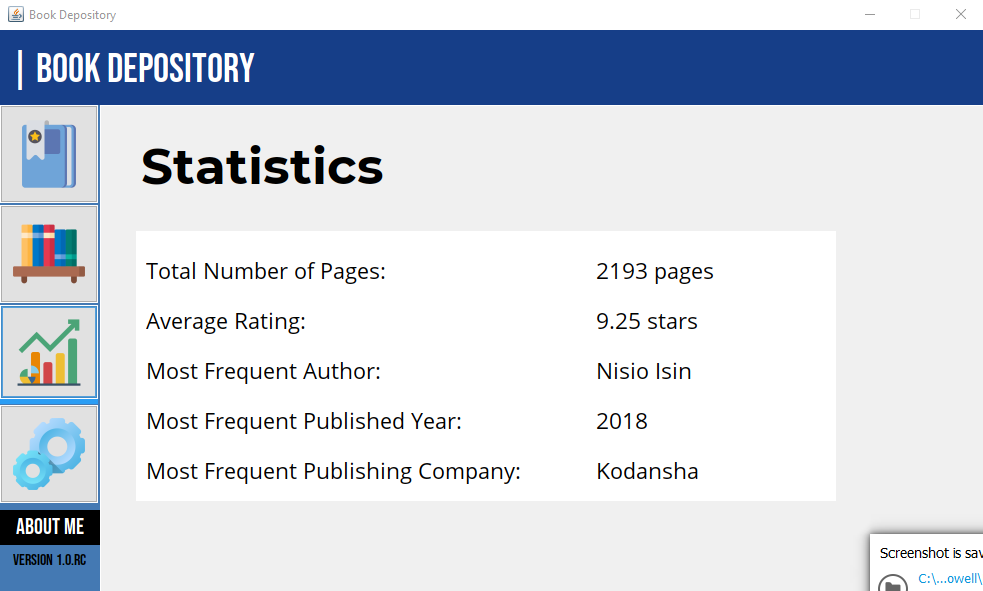 Book Depository
| BOOK DEPOSITORY
Statistics
Total Number of Pages: 2193 pages
Average Rating: 9.25 stars
Most Frequent Author: Nisio Isin
Most Frequent Published Year: 2018
Most Frequent Publishing Company: Kodansha
ABOUT ME
VERSION 1.0.RC
Screenshot is sav
C:\...owell\